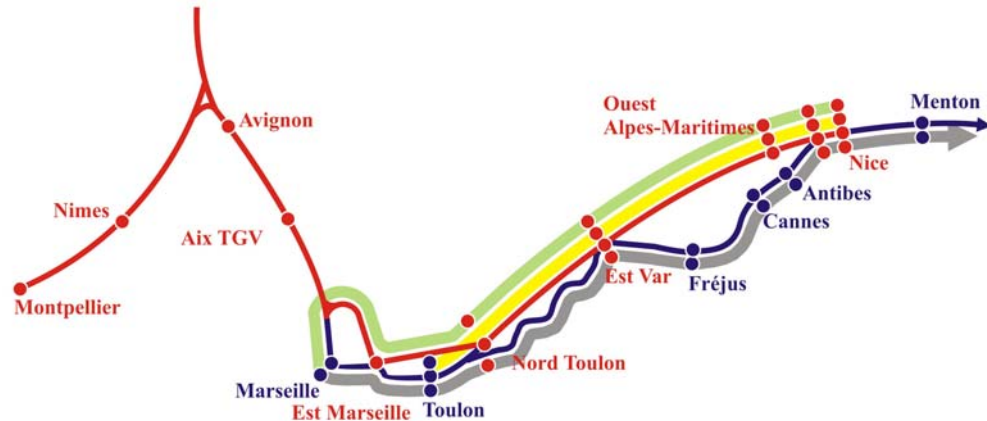 Ouest
Alpes-Maritimes
Menton
Avignon
Nice
Antibes
Nimes
Cannes
Aix TGV
Est Var
Fréjus
Montpellier
Nord Toulon
Marseille
Est Marseille
Toulon